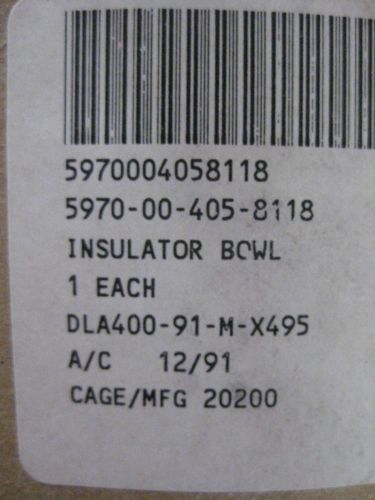 5970004058118
5970-00-405-8118
INSULATOR BOWL
1 EACH
DLA400-91-M-X495
A/C 12/91
CAGE/MFG 20200